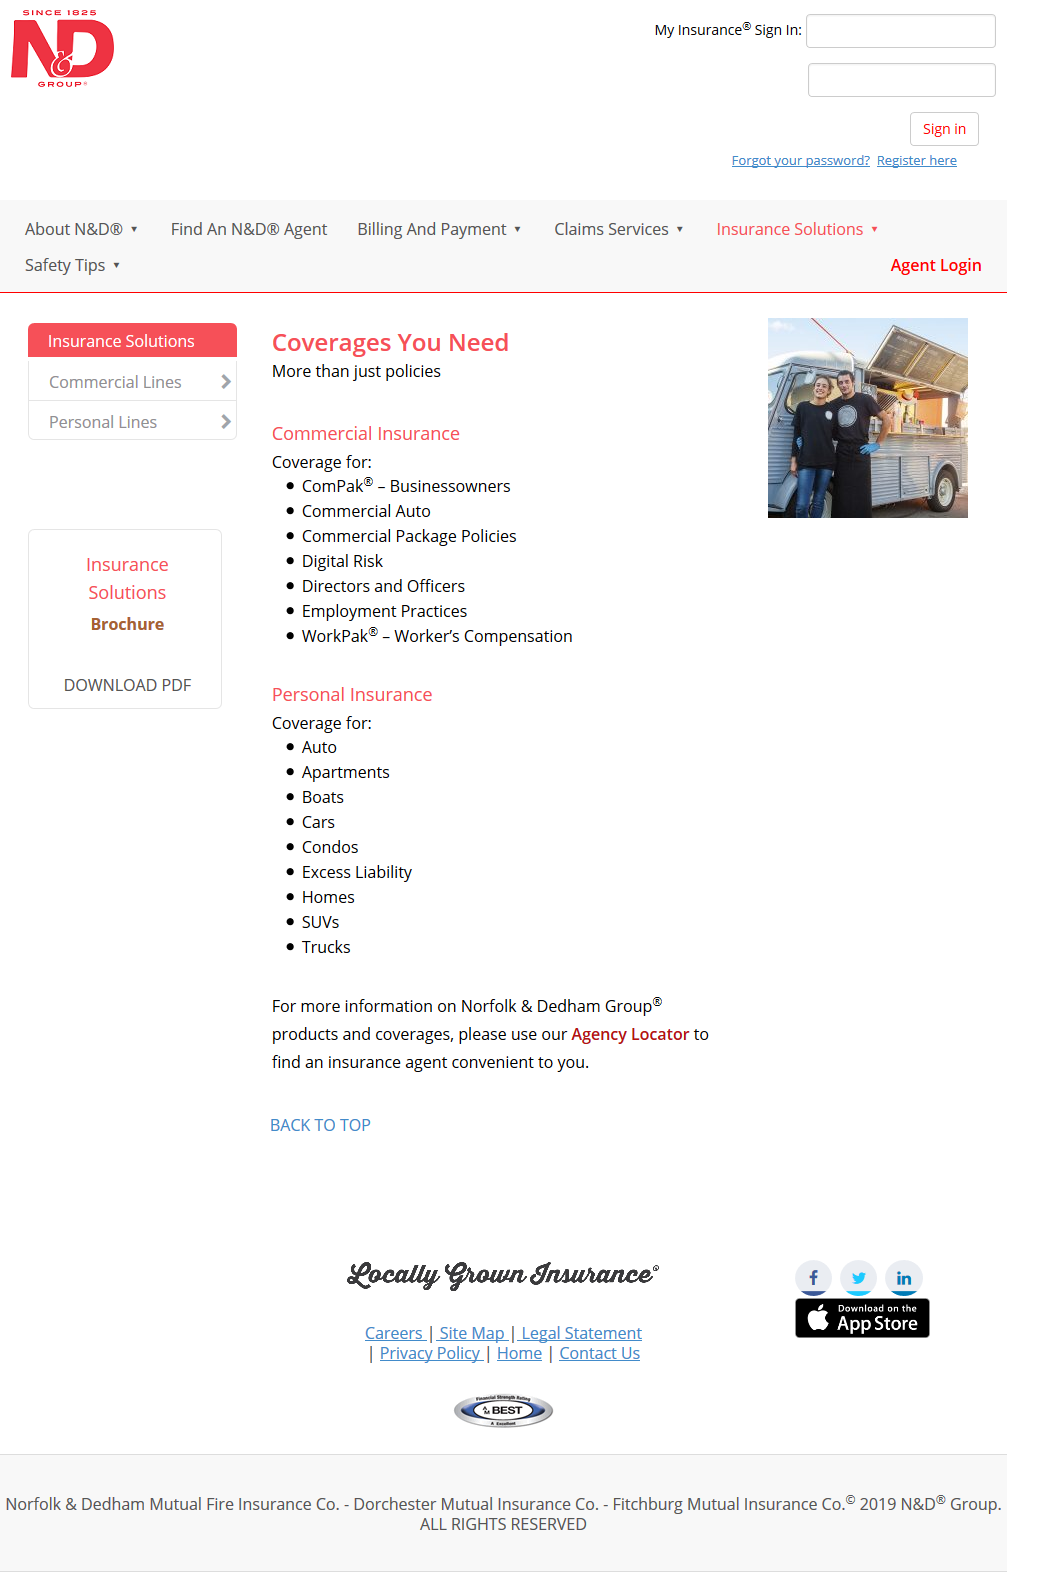 SINCE 1825
N&D
GROUP®
My Insurance® Sign In:
Sign in
Forgot your password? Register here
About N&D® ▼ Find An N&D® Agent Billing And Payment ▼ Claims Services ▼ Insurance Solutions ▼
Safety Tips ▼ Agent Login
Insurance Solutions
Commercial Lines
Personal Lines
Insurance
Solutions
Brochure
DOWNLOAD PDF
Coverages You Need
More than just policies
Commercial Insurance
Coverage for:
● ComPak® – Businessowners
● Commercial Auto
● Commercial Package Policies
● Digital Risk
● Directors and Officers
● Employment Practices
● WorkPak® – Worker’s Compensation
Personal Insurance
Coverage for:
● Auto
● Apartments
● Boats
● Cars
● Condos
● Excess Liability
● Homes
● SUVs
● Trucks
For more information on Norfolk & Dedham Group®
products and coverages, please use our Agency Locator to
find an insurance agent convenient to you.
BACK TO TOP
Locally Grown Insurance®
Careers | Site Map | Legal Statement
| Privacy Policy | Home | Contact Us
Download on the
App Store
Financial Strength Rating
AM BEST
A Excellent
Norfolk & Dedham Mutual Fire Insurance Co. - Dorchester Mutual Insurance Co. - Fitchburg Mutual Insurance Co.© 2019 N&D® Group.
ALL RIGHTS RESERVED